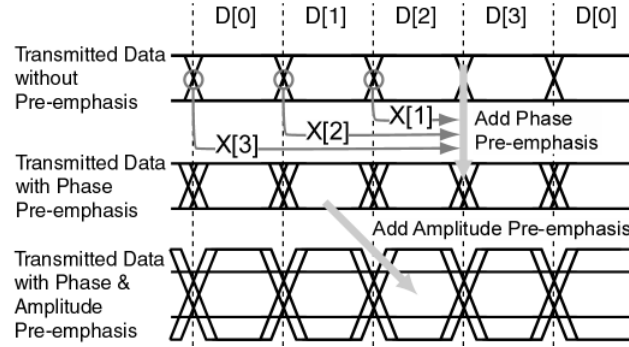 D[0] D[1] D[2] D[3] D[0]
Transmitted Data
without
Pre-emphasis
X[1]
X[2]
X[3]
Add Phase
Pre-emphasis
Transmitted Data
with Phase
Pre-emphasis
Add Amplitude Pre-emphasis
Transmitted Data
with Phase &
Amplitude
Pre-emphasis